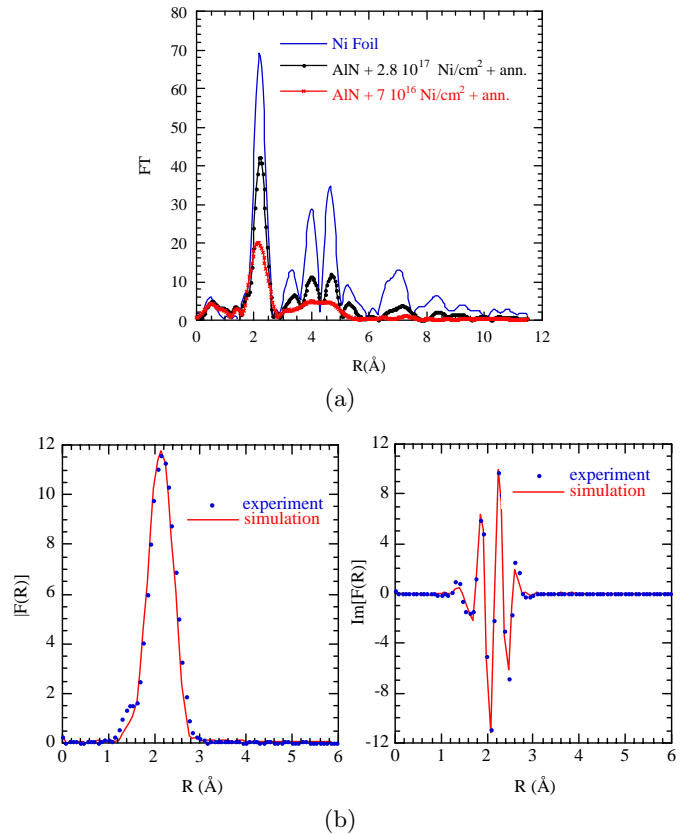 80
70
60
50
40
30
20
10
0
FT
Ni Foil
AlN + 2.8 10^17 Ni/cm^2 + ann.
AlN + 7 10^16 Ni/cm^2 + ann.
0 2 4 6 8 10 12
R(Å)
(a)
12
10
8
6
4
2
0
|F(R)|
experiment
simulation
0 1 2 3 4 5 6
R (Å)
12
8
4
0
-4
-8
-12
Im[F(R)]
experiment
simulation
0 1 2 3 4 5 6
R (Å)
(b)